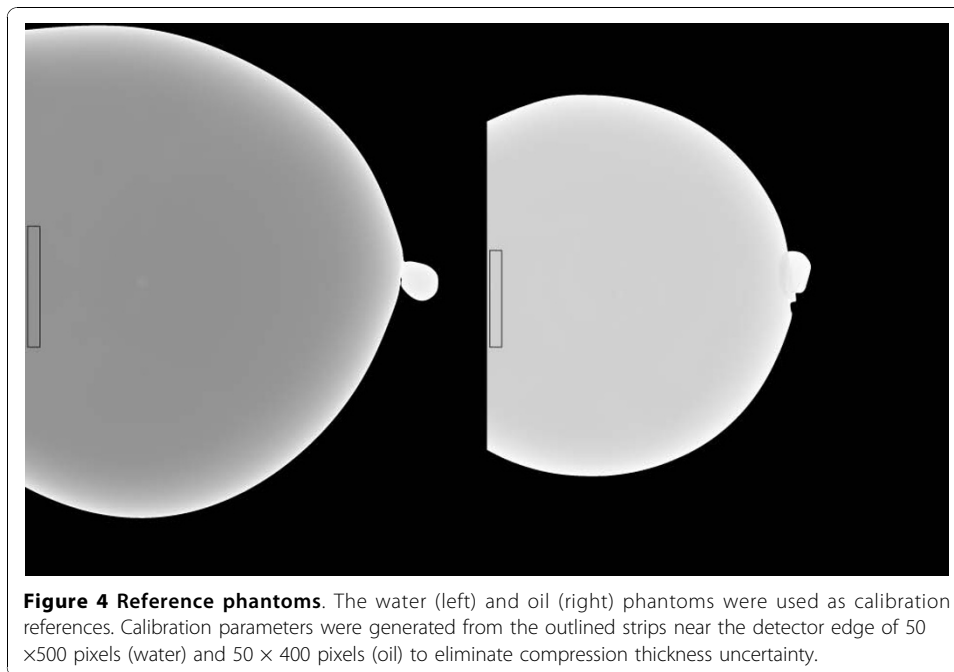 Figure 4 Reference phantoms. The water (left) and oil (right) phantoms were used as calibration
references. Calibration parameters were generated from the outlined strips near the detector edge of 50
×500 pixels (water) and 50 × 400 pixels (oil) to eliminate compression thickness uncertainty.